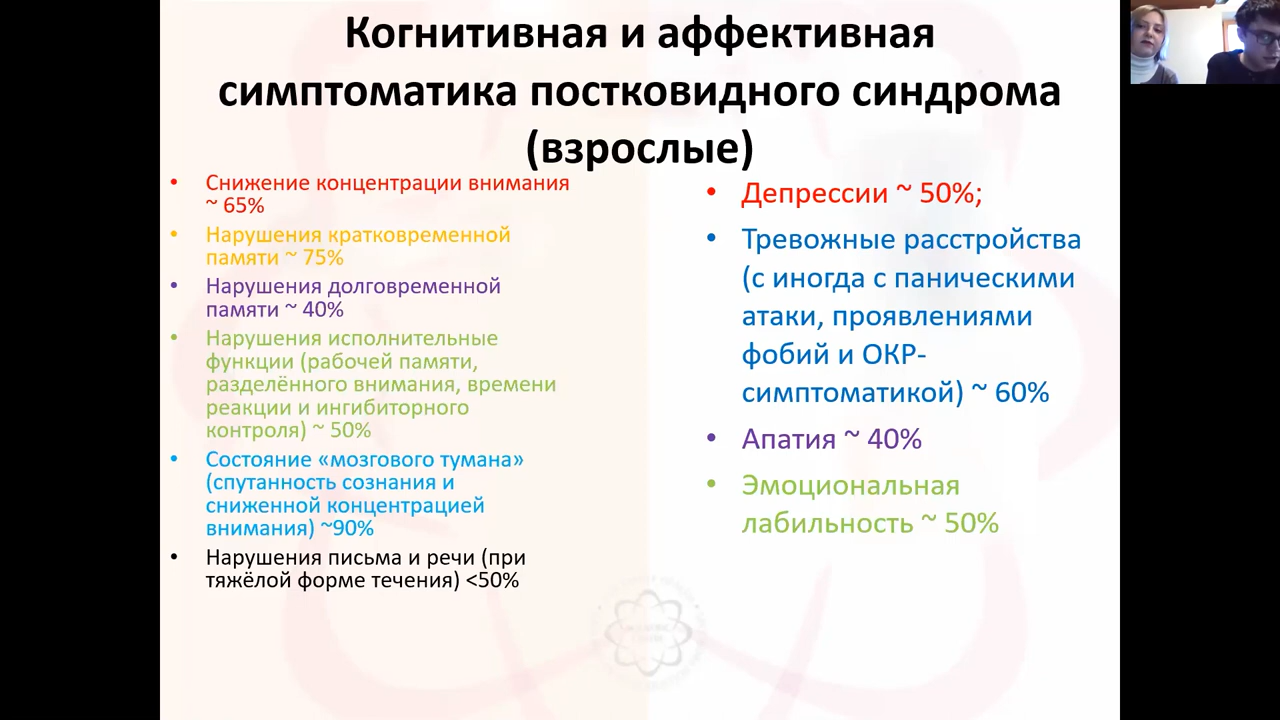 Когнитивная и аффективная
симптоматика постковидного синдрома
(взрослые)
• Снижение концентрации внимания
~ 65%
• Нарушения кратковременной
памяти ~ 75%
• Нарушения долговременной
памяти ~ 40%
• Нарушения исполнительные
функции (рабочей памяти,
разделённого внимания, времени
реакции и ингибиторного
контроля) ~ 50%
• Состояние «мозгового тумана»
(спутанность сознания и
сниженной концентрацией
внимания) ~90%
• Нарушения письма и речи (при
тяжёлой форме течения) <50%
• Депрессии ~ 50%;
• Тревожные расстройства
(с иногда с паническими
атаки, проявлениями
фобий и ОКР-
симптоматикой) ~ 60%
• Апатия ~ 40%
• Эмоциональная
лабильность ~ 50%